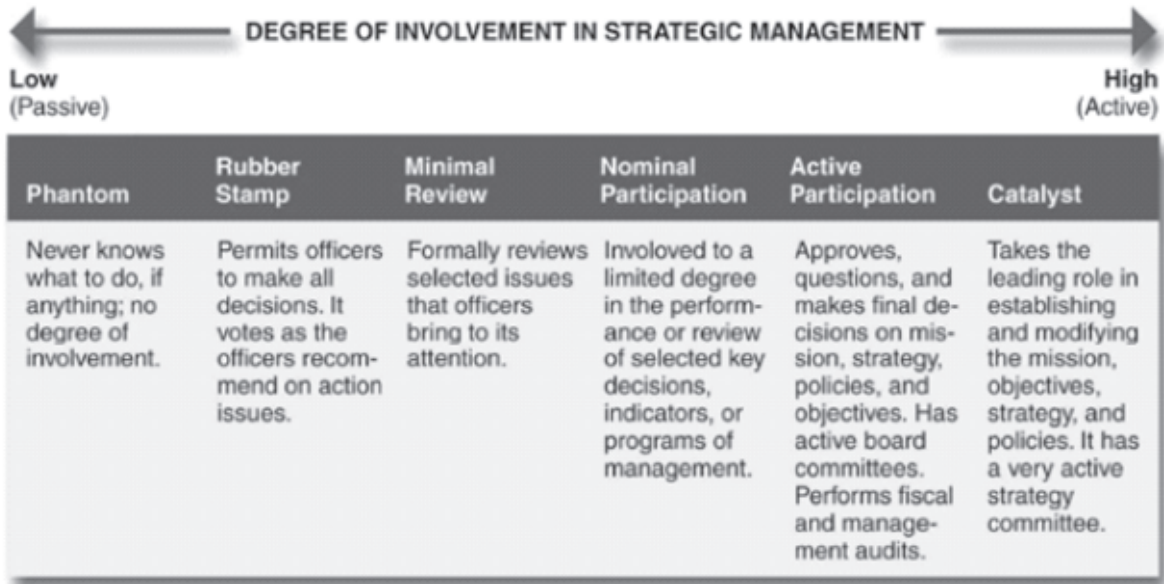 DEGREE OF INVOLVEMENT IN STRATEGIC MANAGEMENT
Low
(Passive)
High
(Active)
Phantom
Never knows
what to do, if
anything; no
degree of
involvement.
Rubber
Stamp
Permits officers
to make all
decisions. It
votes as the
officers recom-
mend on action
issues.
Minimal
Review
Formally reviews
selected issues
that officers
bring to its
attention.
Nominal
Participation
Involoved to a
limited degree
in the perform-
ance or review
of selected key
decisions,
indicators, or
programs of
management.
Active
Participation
Approves,
questions, and
makes final de-
cisions on mis-
sion, strategy,
policies, and
objectives. Has
active board
committees.
Performs fiscal
and manage-
ment audits.
Catalyst
Takes the
leading role in
establishing
and modifying
the mission,
objectives,
strategy, and
policies. It has
a very active
strategy
committee.